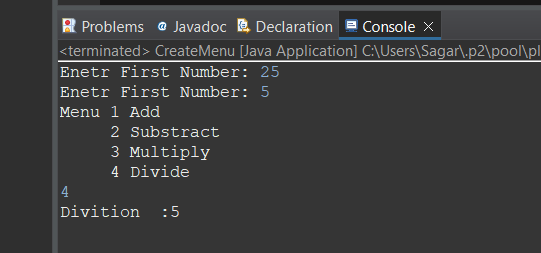 Problems Javadoc Declaration Console
<terminated> CreateMenu [Java Application] C:\Users\Sagar\.p2\pool\pl
Enetr First Number: 25
Enetr First Number: 5
Menu 1 Add
2 Substract
3 Multiply
4 Divide
4
Divition :5